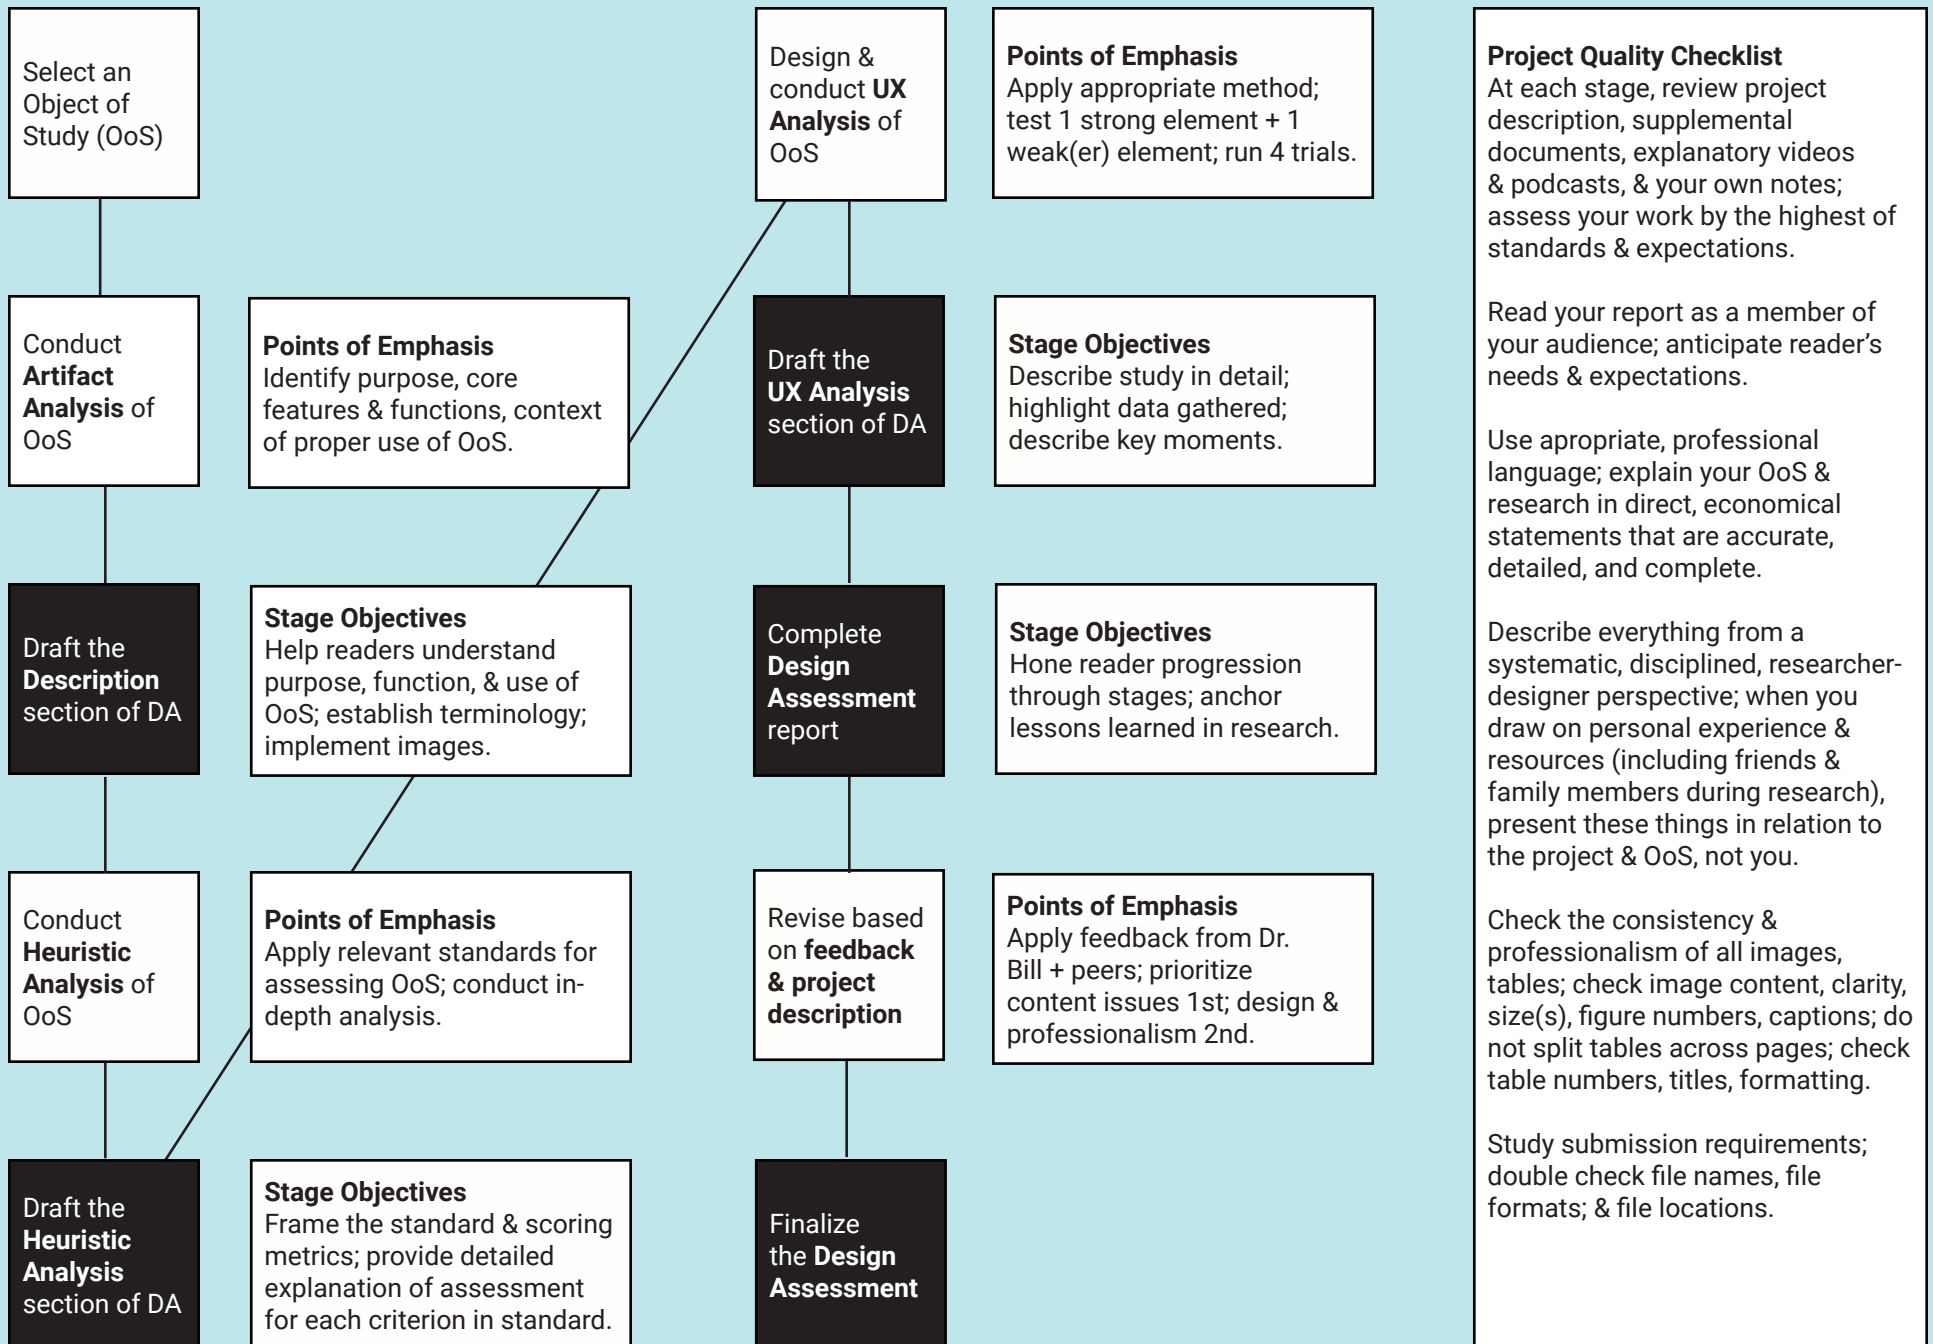 Select an
Object of
Study (OoS)
Conduct
Artifact
Analysis of
OoS
Points of Emphasis
Identify purpose, core
features & functions, context
of proper use of OoS.
Draft the
Description
section of DA
Stage Objectives
Help readers understand
purpose, function, & use of
OoS; establish terminology;
implement images.
Conduct
Heuristic
Analysis of
OoS
Points of Emphasis
Apply relevant standards for
assessing OoS; conduct in-
depth analysis.
Draft the
Heuristic
Analysis
section of DA
Stage Objectives
Frame the standard & scoring
metrics; provide detailed
explanation of assessment
for each criterion in standard.
Design &
conduct UX
Analysis of
OoS
Points of Emphasis
Apply appropriate method;
test 1 strong element + 1
weak(er) element; run 4 trials.
Draft the
UX Analysis
section of DA
Stage Objectives
Describe study in detail;
highlight data gathered;
describe key moments.
Complete
Design
Assessment
report
Stage Objectives
Hone reader progression
through stages; anchor
lessons learned in research.
Revise based
on feedback
& project
description
Points of Emphasis
Apply feedback from Dr.
Bill + peers; prioritize
content issues 1st; design &
professionalism 2nd.
Finalize
the Design
Assessment
Project Quality Checklist
At each stage, review project
description, supplemental
documents, explanatory videos
& podcasts, & your own notes;
assess your work by the highest of
standards & expectations.
Read your report as a member of
your audience; anticipate reader's
needs & expectations.
Use apropriate, professional
language; explain your OoS &
research in direct, economical
statements that are accurate,
detailed, and complete.
Describe everything from a
systematic, disciplined, researcher-
designer perspective; when you
draw on personal experience &
resources (including friends &
family members during research),
present these things in relation to
the project & OoS, not you.
Check the consistency &
professionalism of all images,
tables; check image content, clarity,
size(s), figure numbers, captions; do
not split tables across pages; check
table numbers, titles, formatting.
Study submission requirements;
double check file names, file
formats; & file locations.